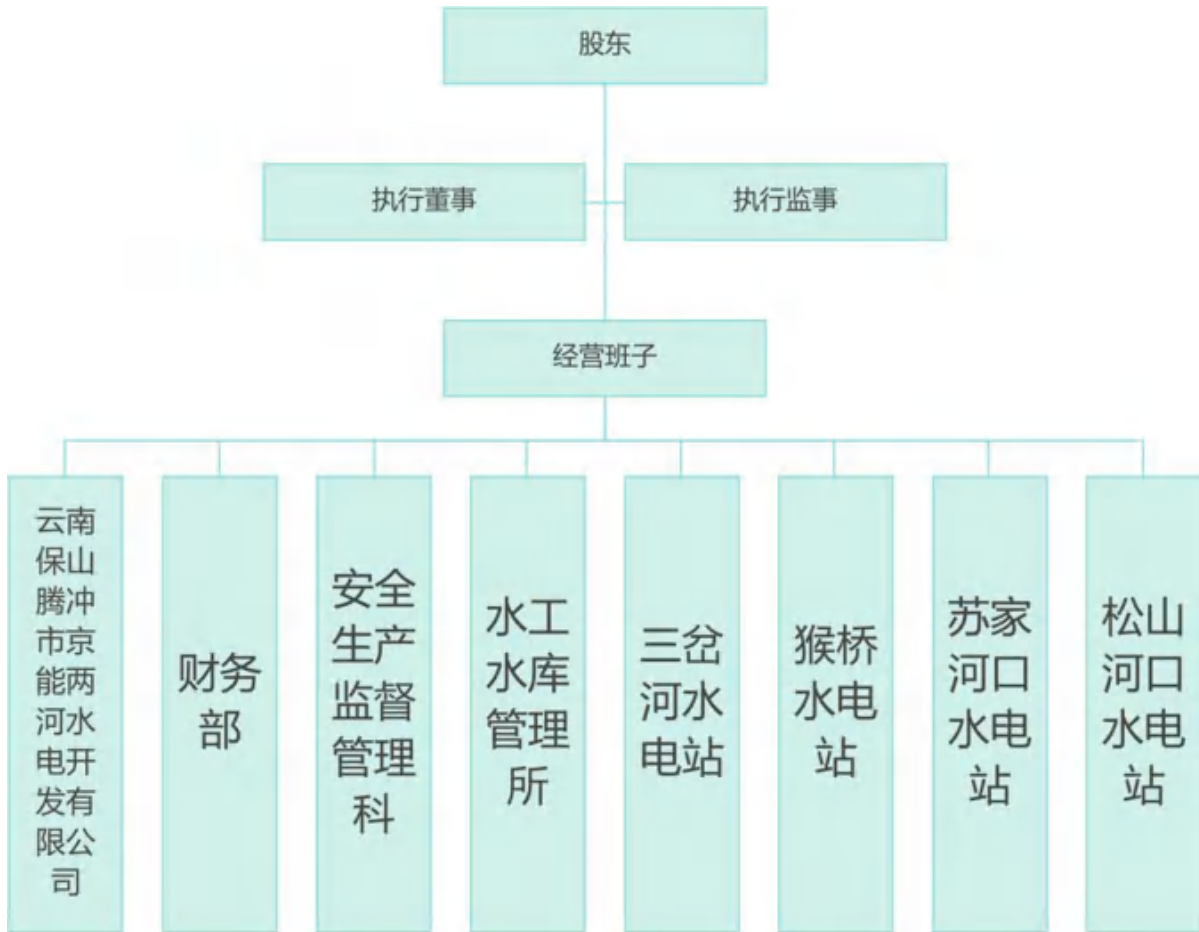 股东
执行董事
执行监事
经营班子
云南
保山
腾冲
市京
能两
河水
电开
发有
限公
司
财务
部
安全
生产
监督
管理
科
水工
水库
管理
所
三岔
河水
电站
猴桥
水电
站
苏家
河口
水电
站
松山
河口
水电
站